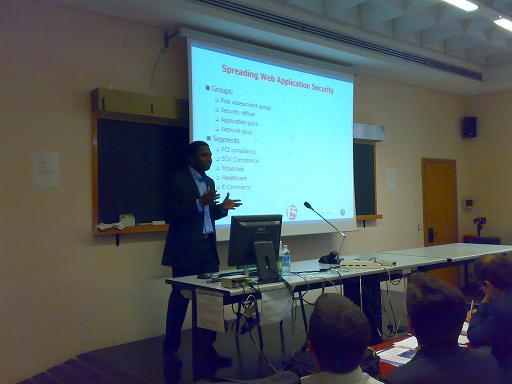 Spreading Web Application Security
Groups:
Risk assessment group
Security officer
Application guys
Network guys
Segments
PCI compliance
SOX Compliance
Financials
Healthcare
E-Commerce